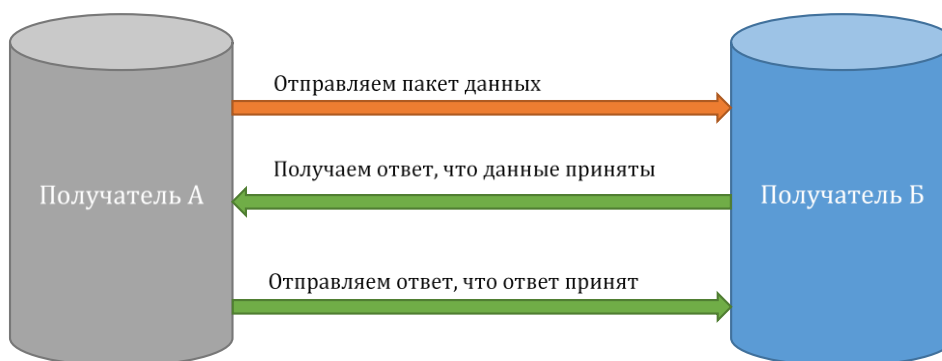 Отправляем пакет данных
Получаем ответ, что данные приняты
Получатель А
Получатель Б
Отправляем ответ, что ответ принят